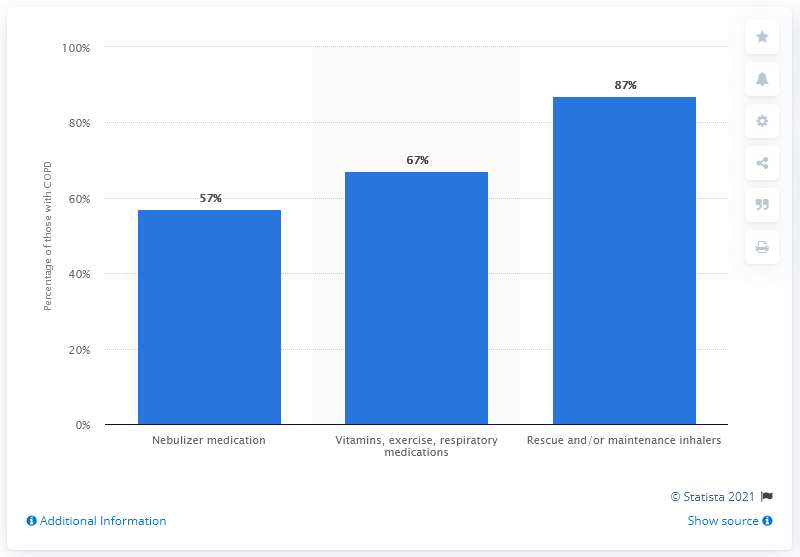 100%
80%
60%
40%
20%
0%
Percentage of those with COPD
57%
67%
87%
Nebulizer medication
Vitamins, exercise, respiratory
medications
Rescue and/or maintenance inhalers
© Statista 2021
Additional Information
Show source